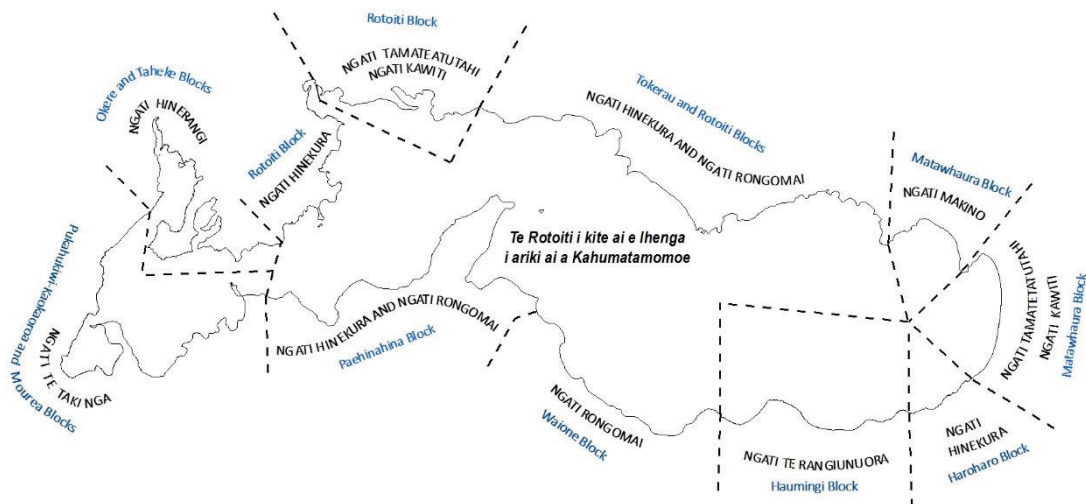 Rotoiti Block
NGATI TAMATEATUTAHI
NGATI KAWITI
Okere and Taheke Blocks
NGATI HINERANGI
Rotoiti Block
NGATI HINEKURA
Tokerau and Rotoiti Blocks
NGATI HINEKURA AND NGATI RONGOMAI
Matawhaura Block
NGATI MAKINO
Te Rotoiti i kite ai e Ihenga
i ariki ai a Kahumatamomoe
NGATI TAMATETATUTAHI
NGATI KAWITI
Matawhaura Block
Pukahukiwi-kaokaoroa and Mourea Blocks
NGATI TE TAKINGA
NGATI HINEKURA AND NGATI RONGOMAI
Paehinahina Block
NGATI RONGOMAI
Waione Block
NGATI TE RANGIUNUORA
Haumingi Block
NGATI
HINEKURA
Haroharo Block